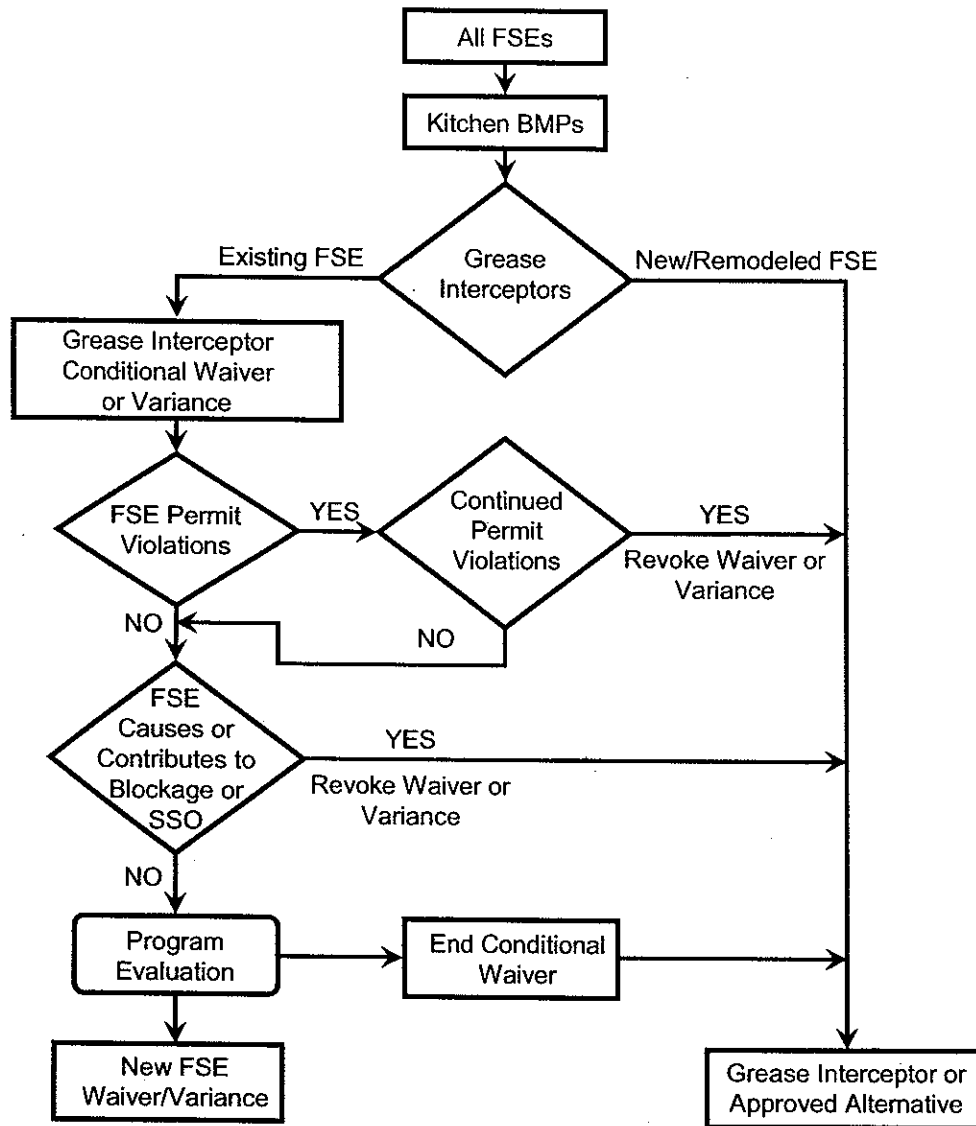 All FSEs
Kitchen BMPs
Existing FSE
Grease
Interceptors
New/Remodeled FSE
Grease Interceptor
Conditional Waiver
or Variance
FSE Permit
Violations
YES
Continued
Permit
Violations
YES
Revoke Waiver or
Variance
NO
NO
FSE
Causes or
Contributes to
Blockage or
SSO
YES
Revoke Waiver or
Variance
NO
Program
Evaluation
End Conditional
Waiver
New FSE
Waiver/Variance
Grease Interceptor or
Approved Alternative